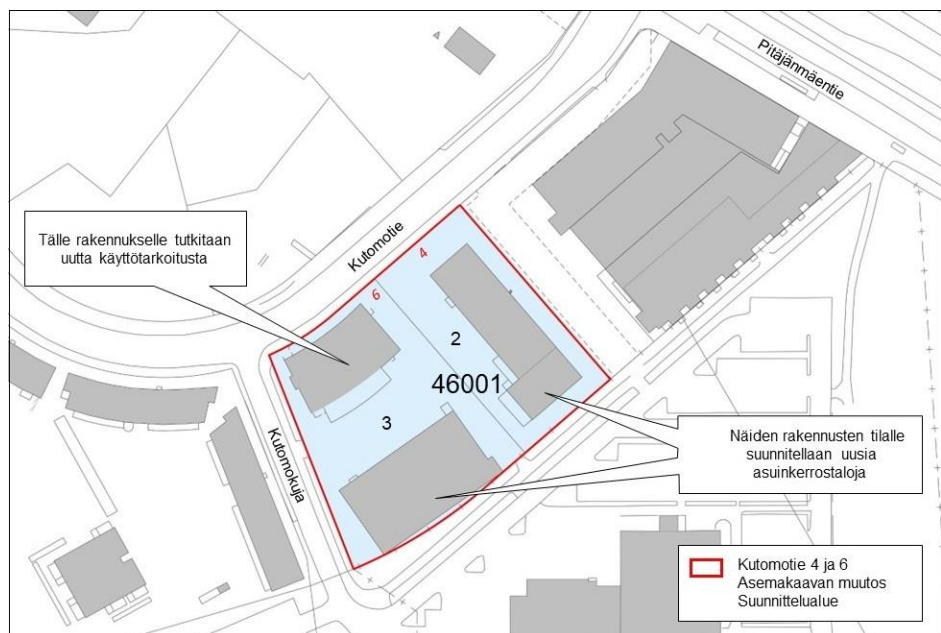 Pitäjänmäentie
Tälle rakennukselle tutkitaan
uutta käyttötarkoitusta
Kutomotie
4
6
2
46001
3
Kutomokuja
Näiden rakennusten tilalle
suunnitellaan uusia
asuinkerrostaloja
Kutomotie 4 ja 6
Asemakaavan muutos
Suunnittelualue